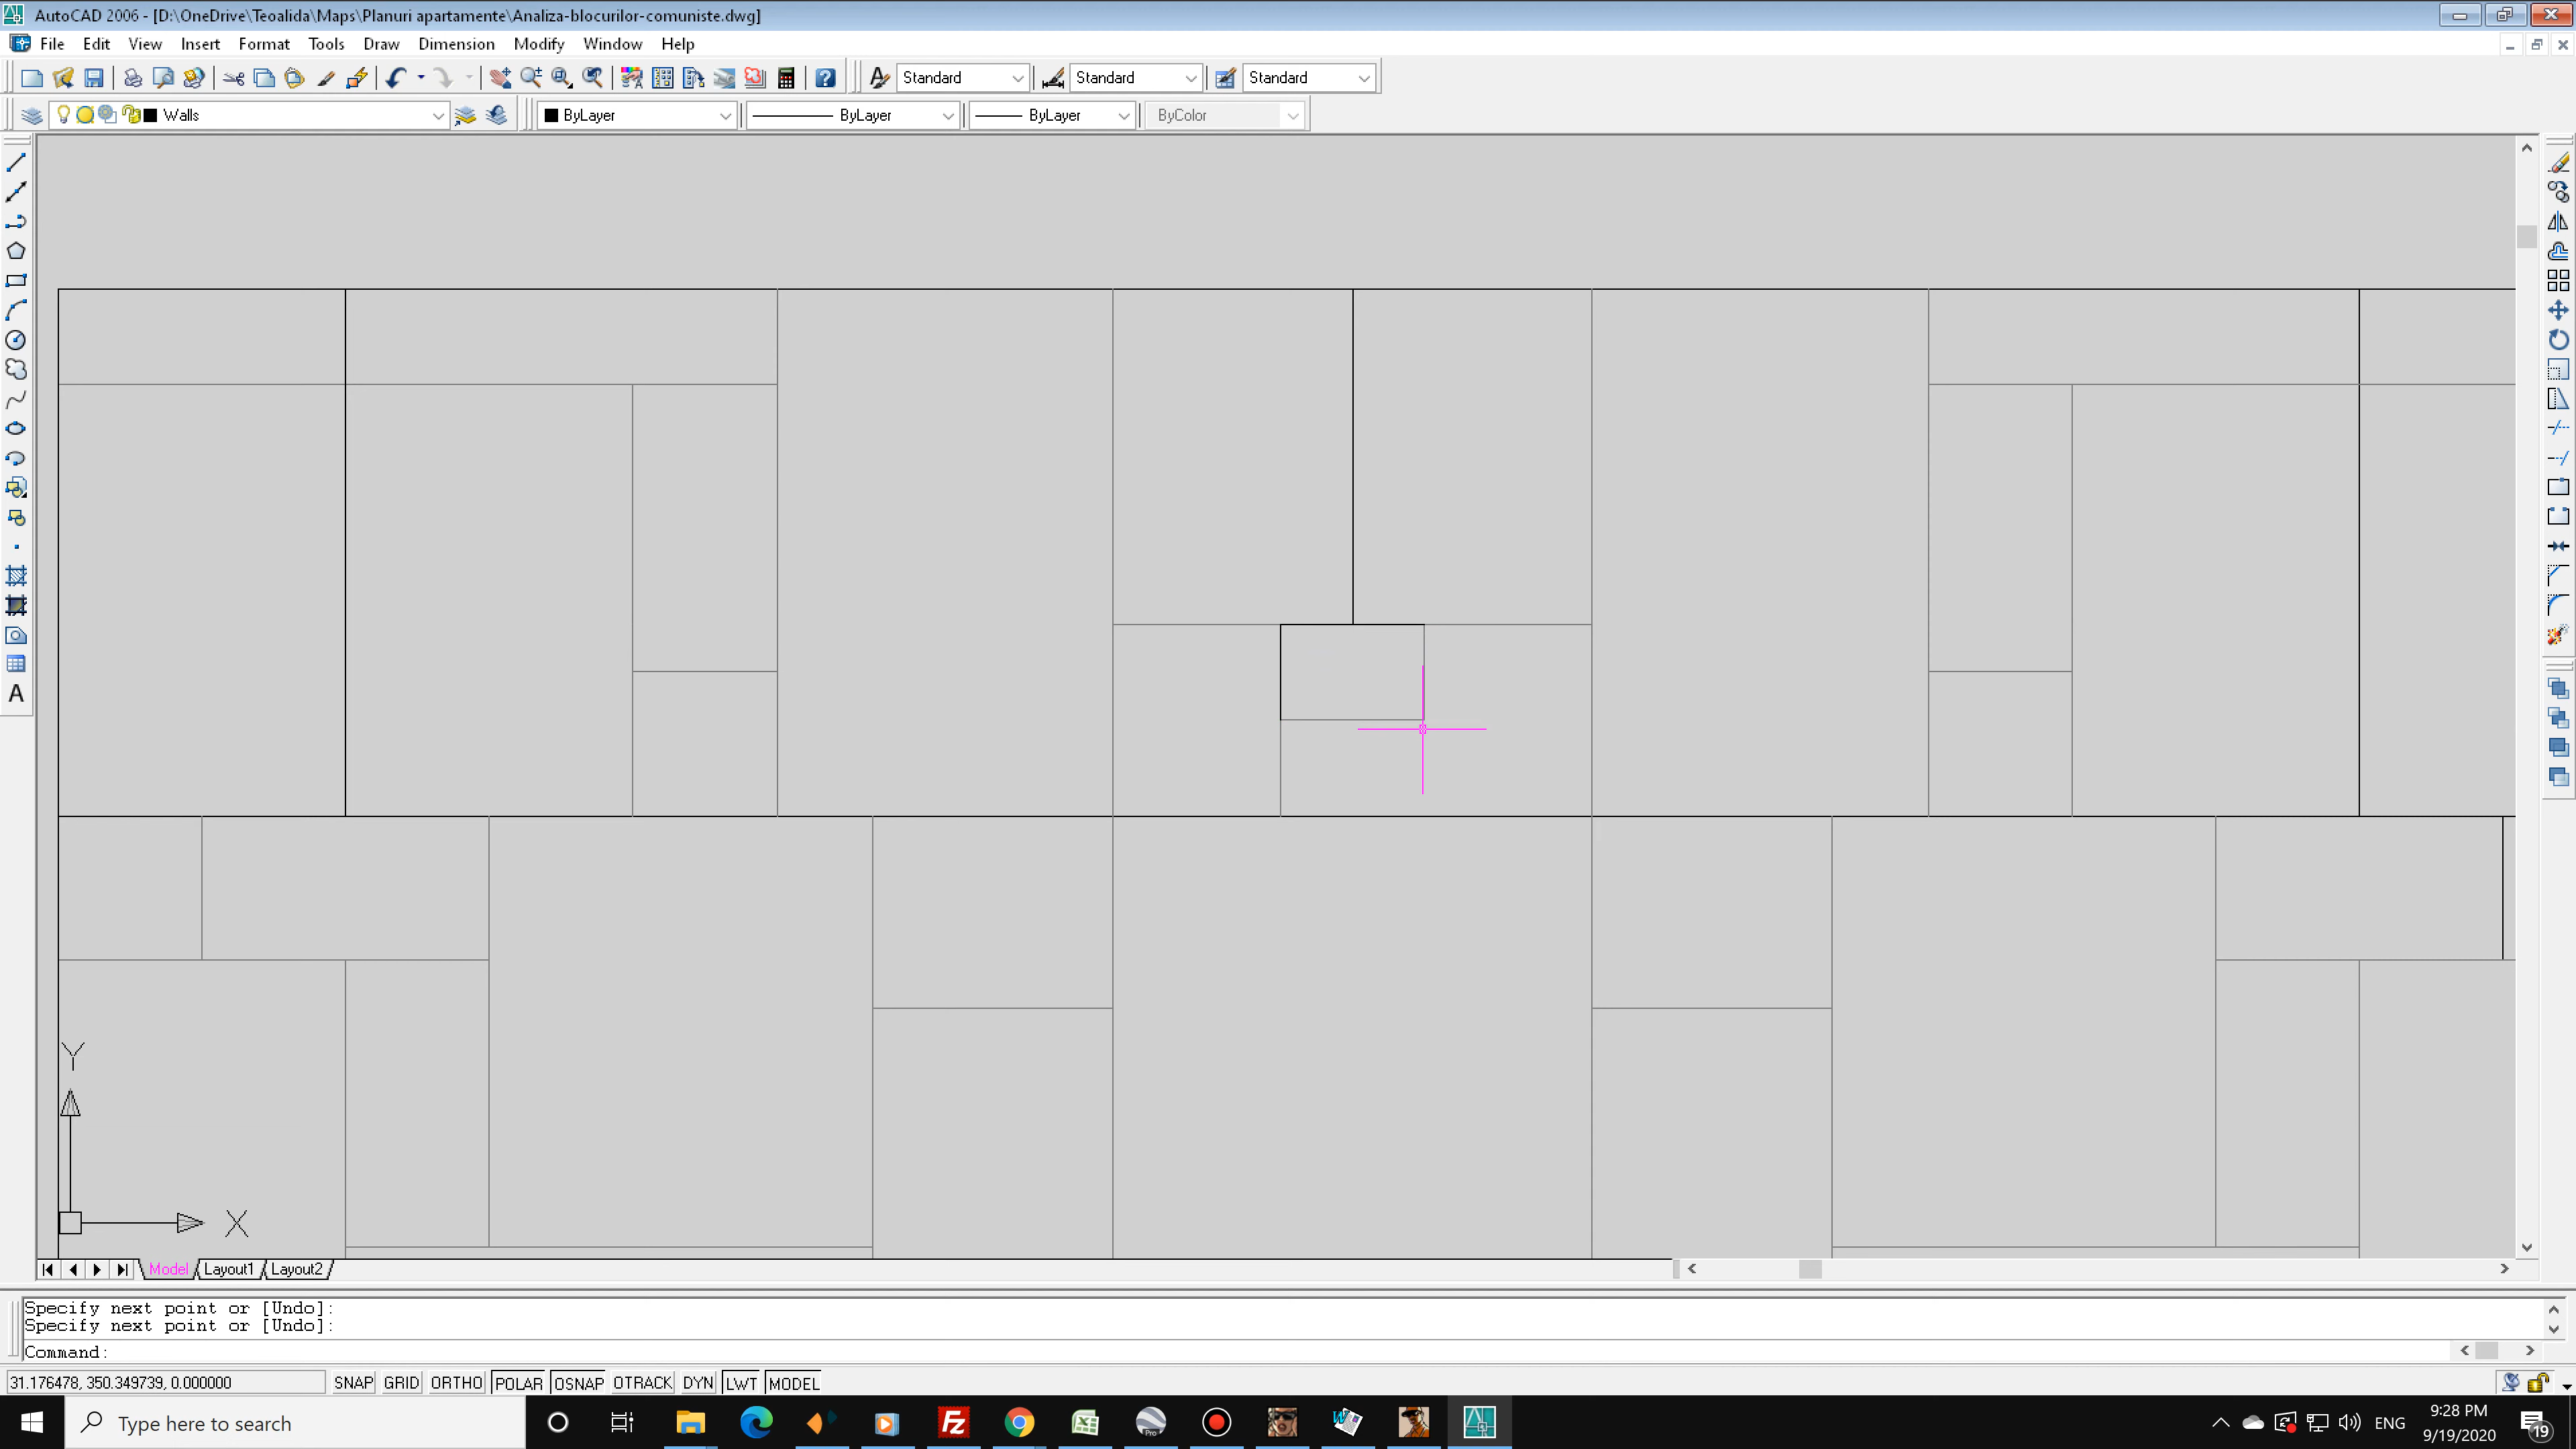 AutoCAD 2006 - [D:\OneDrive\Teoalida\Maps\Planuri apartamente\Analiza-blocurilor-comuniste.dwg]
File Edit View Insert Format Tools Draw Dimension Modify Window Help
Standard Standard Standard
Walls ByLayer ByLayer ByLayer ByColor
A
Y
X
Model Layout1 Layout2
Specify next point or [Undo]:
Specify next point or [Undo]:
Command:
31.176478, 350.349739, 0.000000 SNAP GRID ORTHO POLAR OSNAP OTRACK DYN LWT MODEL
Type here to search
Fz
Pro
ENG
9:28 PM
9/19/2020
19